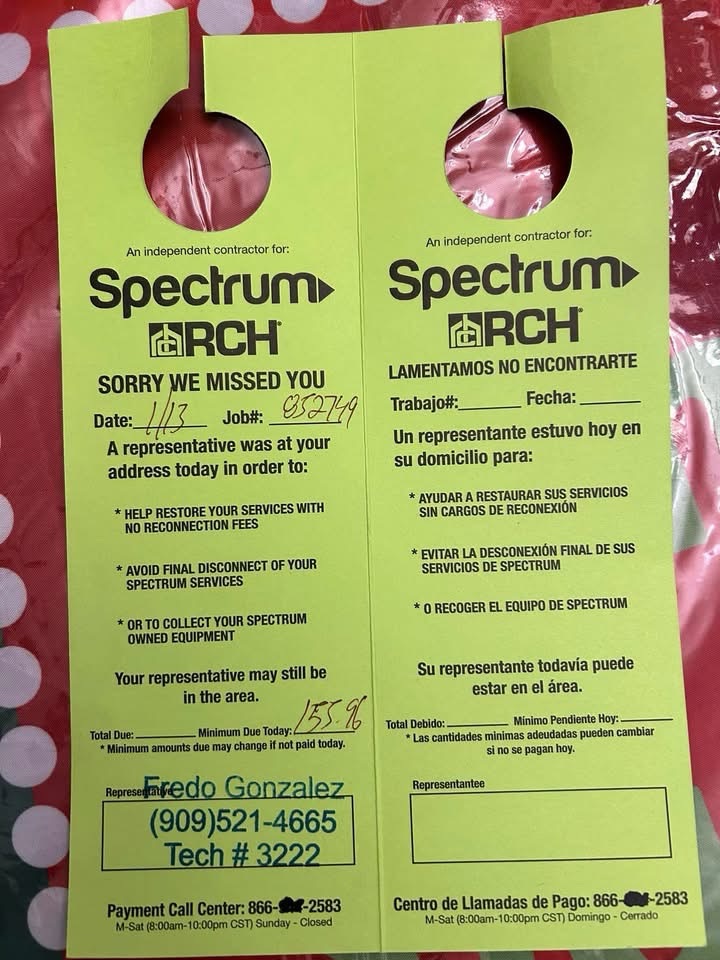 An independent contractor for:
Spectrum
RCH
SORRY WE MISSED YOU
Date: 1/13 Job#: 852749
A representative was at your
address today in order to:
* HELP RESTORE YOUR SERVICES WITH
NO RECONNECTION FEES
* AVOID FINAL DISCONNECT OF YOUR
SPECTRUM SERVICES
* OR TO COLLECT YOUR SPECTRUM
OWNED EQUIPMENT
Your representative may still be
in the area.
Total Due: Minimum Due Today: 155.96
* Minimum amounts due may change if not paid today.
Representative
Fredo Gonzalez
(909)521-4665
Tech # 3222
Payment Call Center: 866- -2583
M-Sat (8:00am-10:00pm CST) Sunday - Closed
An independent contractor for:
Spectrum
RCH
LAMENTAMOS NO ENCONTRARTE
Trabajo#: Fecha:
Un representante estuvo hoy en
su domicilio para:
* AYUDAR A RESTAURAR SUS SERVICIOS
SIN CARGOS DE RECONEXIÓN
* EVITAR LA DESCONEXIÓN FINAL DE SUS
SERVICIOS DE SPECTRUM
* O RECOGER EL EQUIPO DE SPECTRUM
Su representante todavía puede
estar en el área.
Total Debido: Minimo Pendiente Hoy:
* Las cantidades minimas adeudadas pueden cambiar
si no se pagan hoy.
Representantee
Centro de Llamadas de Pago: 866- -2583
M-Sat (8:00am-10:00pm CST) Domingo - Cerrado